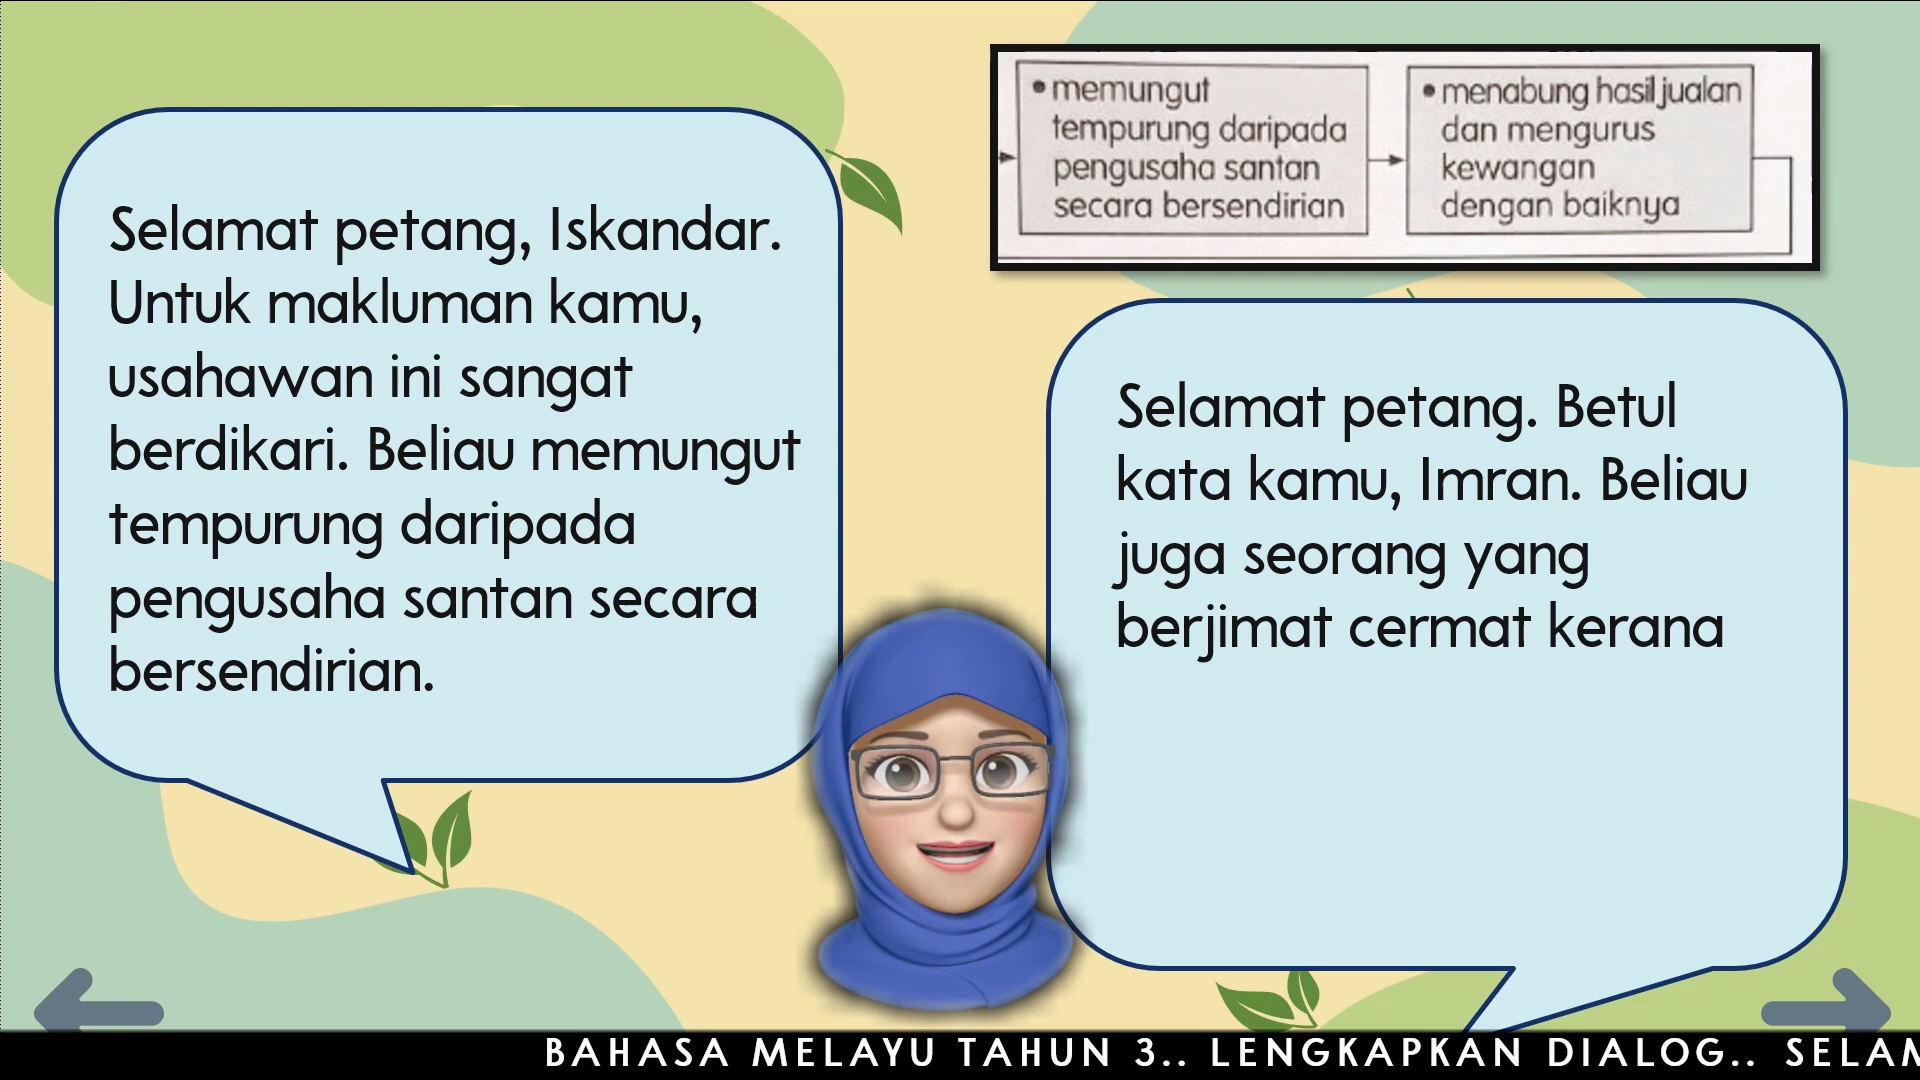 Selamat petang, Iskandar.
Untuk makluman kamu,
usahawan ini sangat
berdikari. Beliau memungut
tempurung daripada
pengusaha santan secara
bersendirian.
• memungut
tempurung daripada
pengusaha santan
secara bersendirian
• menabung hasil jualan
dan mengurus
kewangan
dengan baiknya
Selamat petang. Betul
kata kamu, Imran. Beliau
juga seorang yang
berjimat cermat kerana
BAHASA MELAYU TAHUN 3.. LENGKAPKAN DIALOG.. SELAM